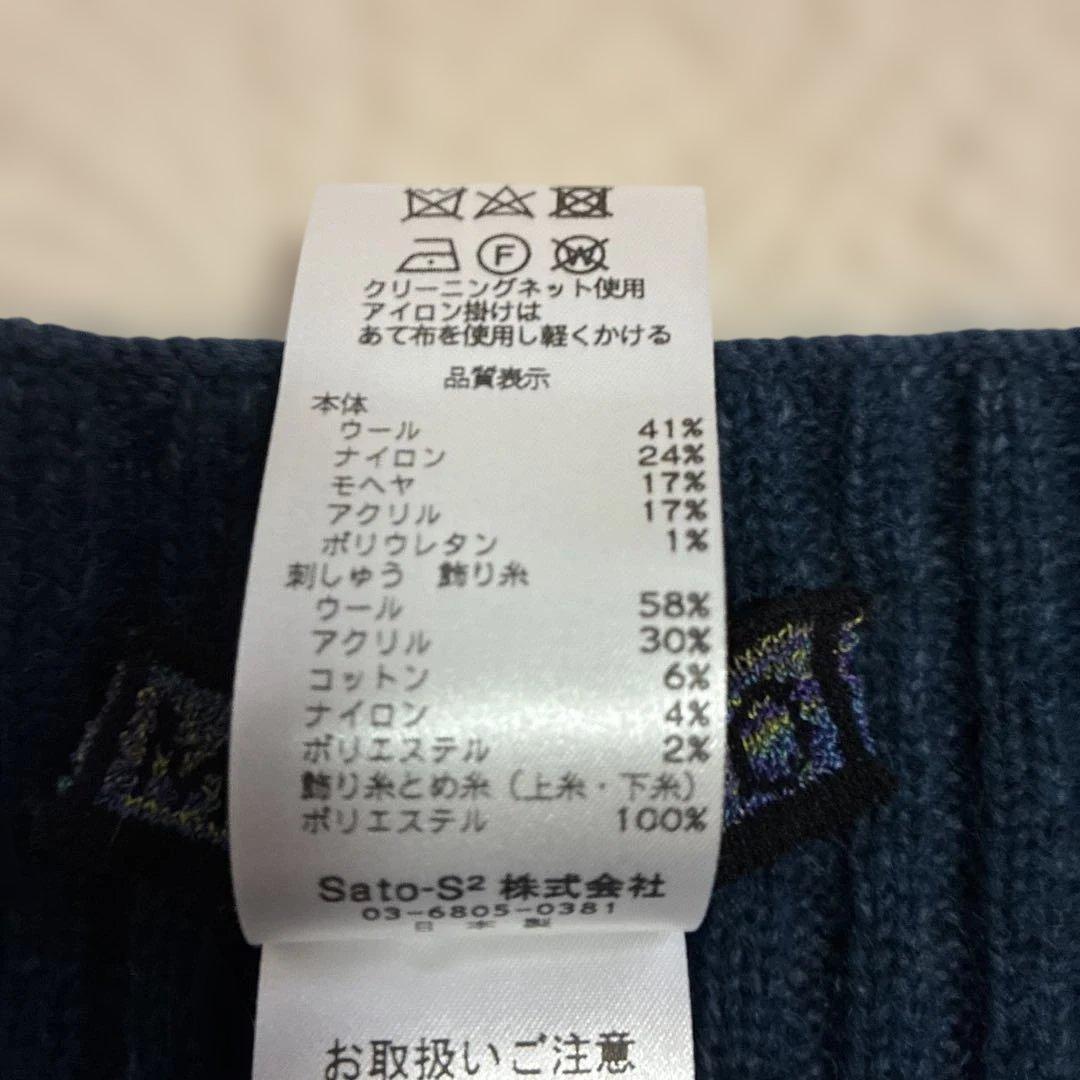 F W
クリーニングネット使用
アイロン掛けは
あて布を使用し軽くかける
品質表示
本体
ウール 41%
ナイロン 24%
モヘヤ 17%
アクリル 17%
ポリウレタン 1%
刺しゅう 飾り糸
ウール 58%
アクリル 30%
コットン 6%
ナイロン 4%
ポリエステル 2%
飾り糸とめ糸（上糸・下糸）
ポリエステル 100%
Sato-S² 株式会社
03-6805-0381
日本製
お取扱いご注意